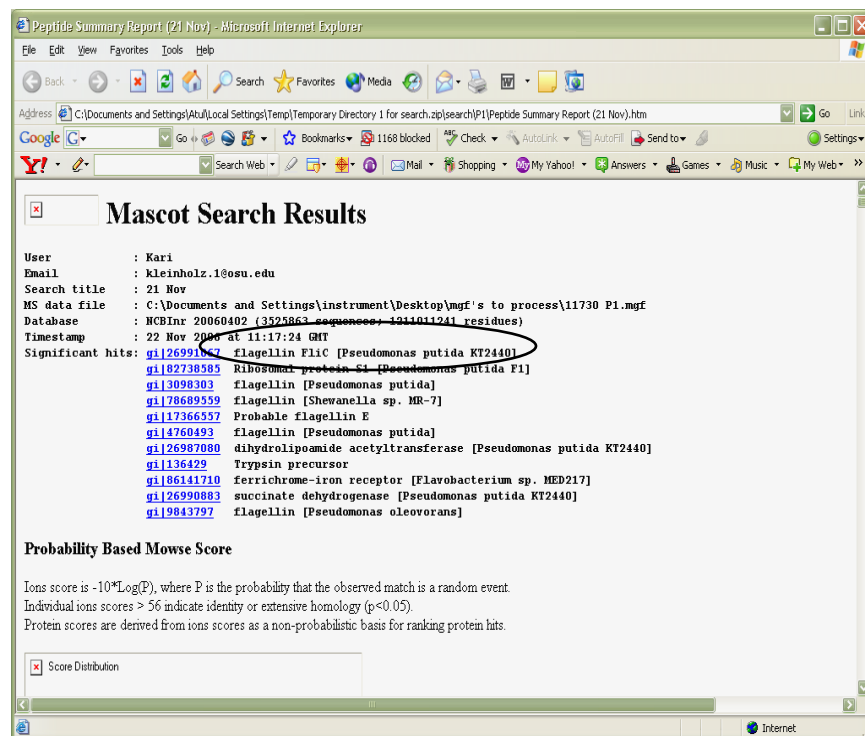 Peptide Summary Report (21 Nov) - Microsoft Internet Explorer
File Edit View Favorites Tools Help
Back Search Favorites Media
Address C:\Documents and Settings\Atul\Local Settings\Temp\Temporary Directory 1 for search.zip\search\P1\Peptide Summary Report (21 Nov).htm Go Link
Google G Go Bookmarks 1168 blocked Check AutoLink AutoFill Send to Settings
Y! Search Web Mail Shopping My Yahoo! Answers Games Music My Web »
Mascot Search Results
User : Kari
Email : kleinholz.1@osu.edu
Search title : 21 Nov
MS data file : C:\Documents and Settings\instrument\Desktop\mgf's to process\11730 P1.mgf
Database : NCBInr 20060402 (3525863 sequences; 1211011241 residues)
Timestamp : 22 Nov 2006 at 11:17:24 GMT
Significant hits: gi|26991067 flagellin FliC [Pseudomonas putida KT2440]
gi|82738585 Ribosomal protein S1 [Pseudomonas putida F1]
gi|3098303 flagellin [Pseudomonas putida]
gi|78689559 flagellin [Shewanella sp. MR-7]
gi|17366557 Probable flagellin E
gi|4760493 flagellin [Pseudomonas putida]
gi|26987080 dihydrolipoamide acetyltransferase [Pseudomonas putida KT2440]
gi|136429 Trypsin precursor
gi|86141710 ferrichrome-iron receptor [Flavobacterium sp. MED217]
gi|26990883 succinate dehydrogenase [Pseudomonas putida KT2440]
gi|9843797 flagellin [Pseudomonas oleovorans]
Probability Based Mowse Score
Ions score is -10*Log(P), where P is the probability that the observed match is a random event.
Individual ions scores > 56 indicate identity or extensive homology (p<0.05).
Protein scores are derived from ions scores as a non-probabilistic basis for ranking protein hits.
Score Distribution
Internet